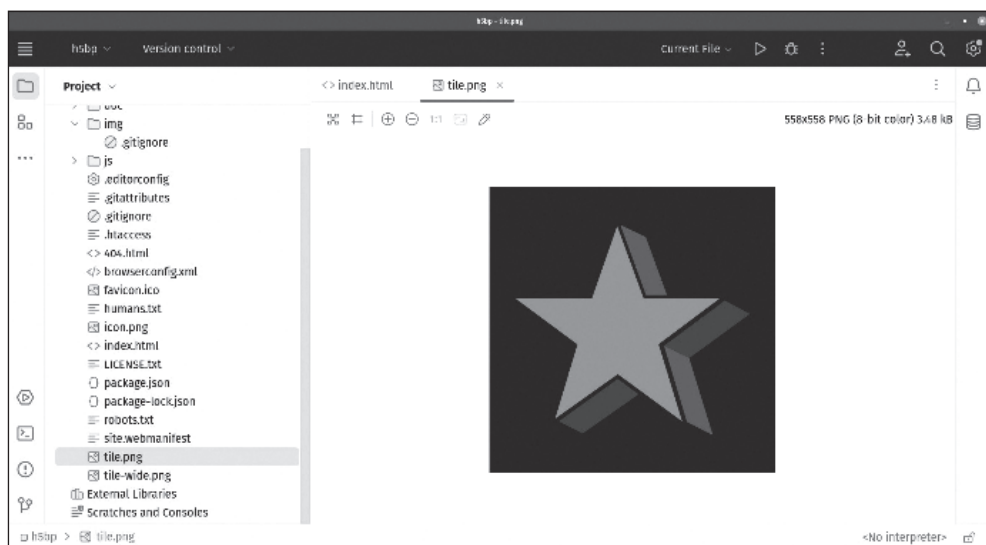 h5bp – tile.png
h5bp
Version control
Current File
Project
<> index.html
tile.png ×
1:1
558x558 PNG (8-bit color) 3.48 kB
doc
img
.gitignore
js
.editorconfig
.gitattributes
.gitignore
.htaccess
<> 404.html
</> browserconfig.xml
favicon.ico
humans.txt
icon.png
<> index.html
LICENSE.txt
{} package.json
{} package-lock.json
robots.txt
site.webmanifest
tile.png
tile-wide.png
External Libraries
Scratches and Consoles
h5bp > tile.png
<No interpreter>